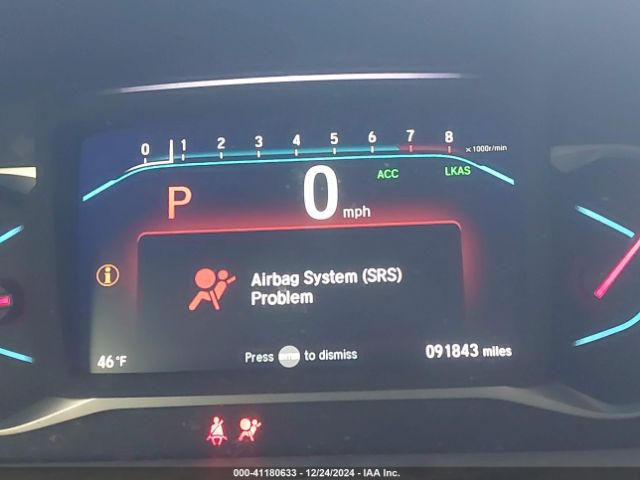 0 1 2 3 4 5 6 7 8 x 1000r/min
ACC LKAS
P 0 mph
Airbag System (SRS)
Problem
46°F Press ENTER to dismiss 091843 miles
000-41180633 - 12/24/2024 - IAA Inc.